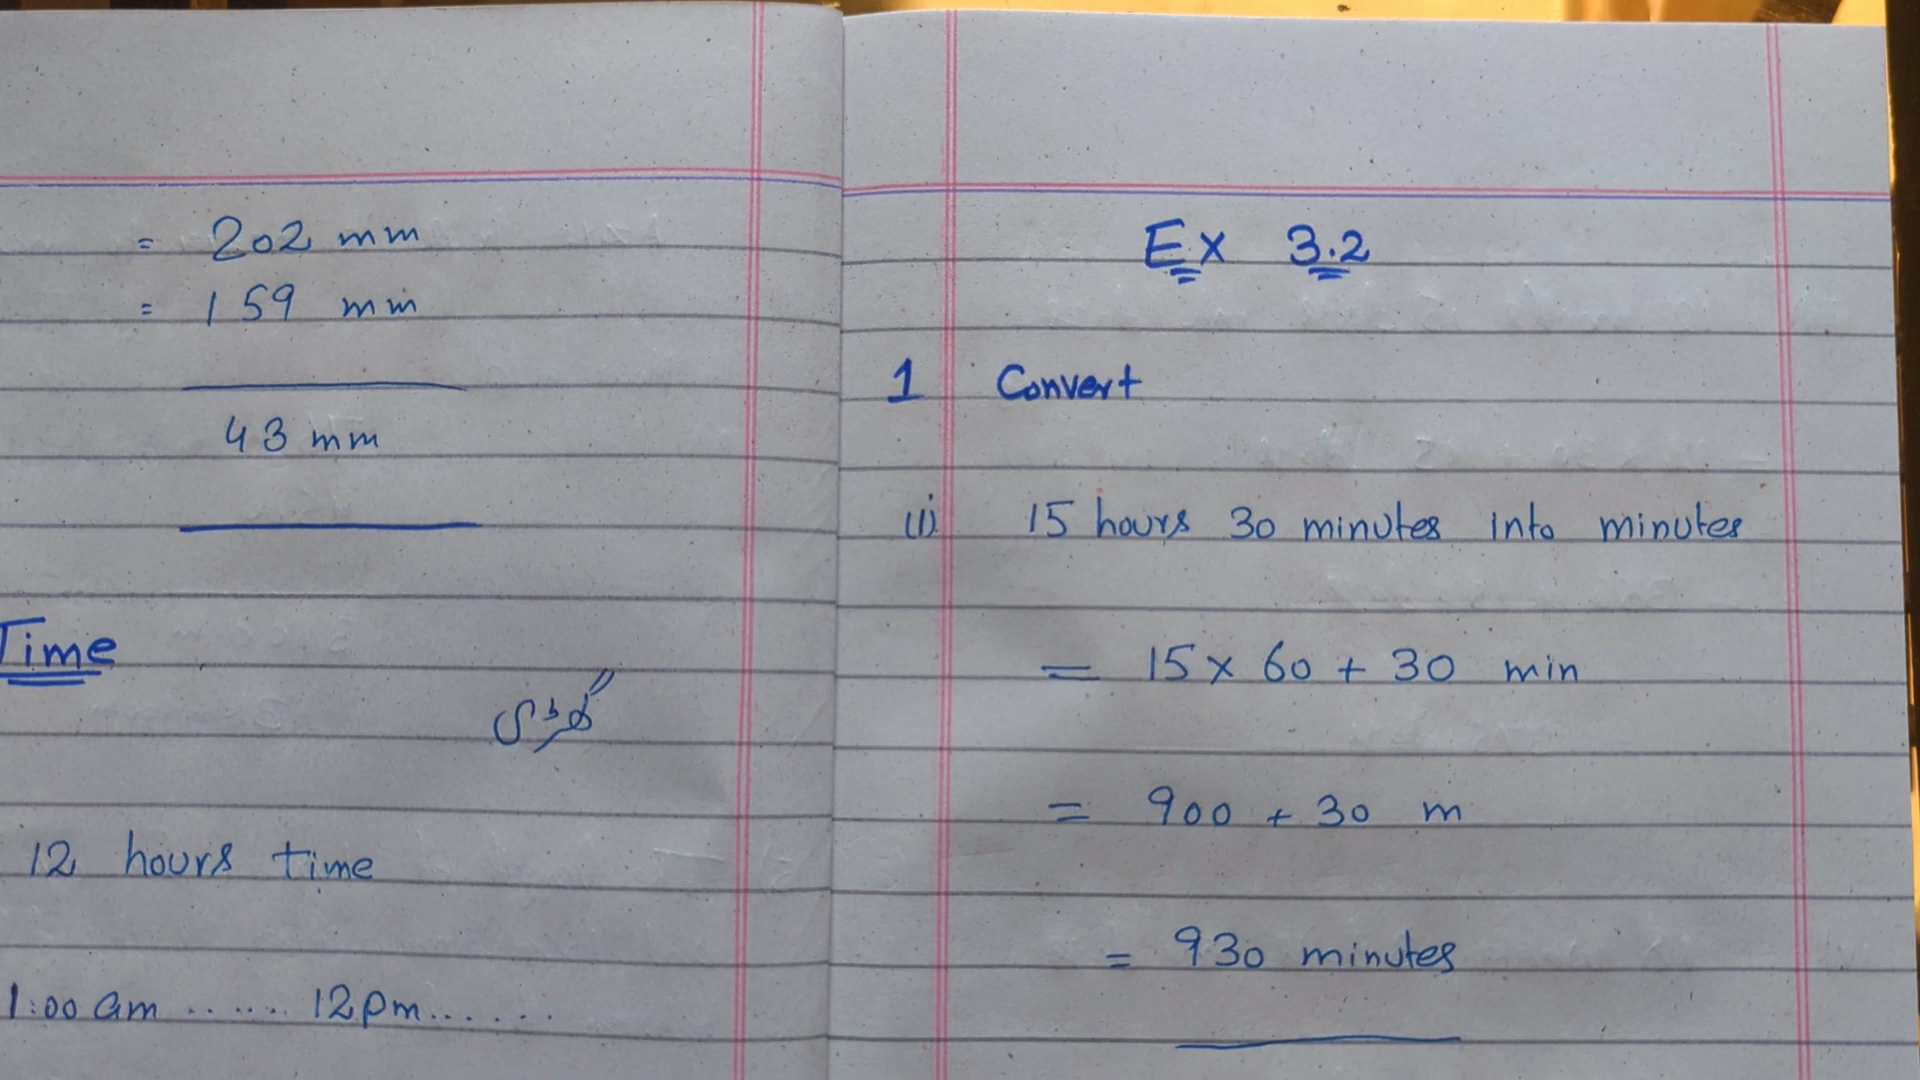 = 202 mm
= 159 mm
43 mm
Time
12 hours time
1:00 am ...... 12pm......
Ex 3.2
1 Convert
(i) 15 hours 30 minutes into minutes
= 15 x 60 + 30 min
= 900 + 30 m
= 930 minutes